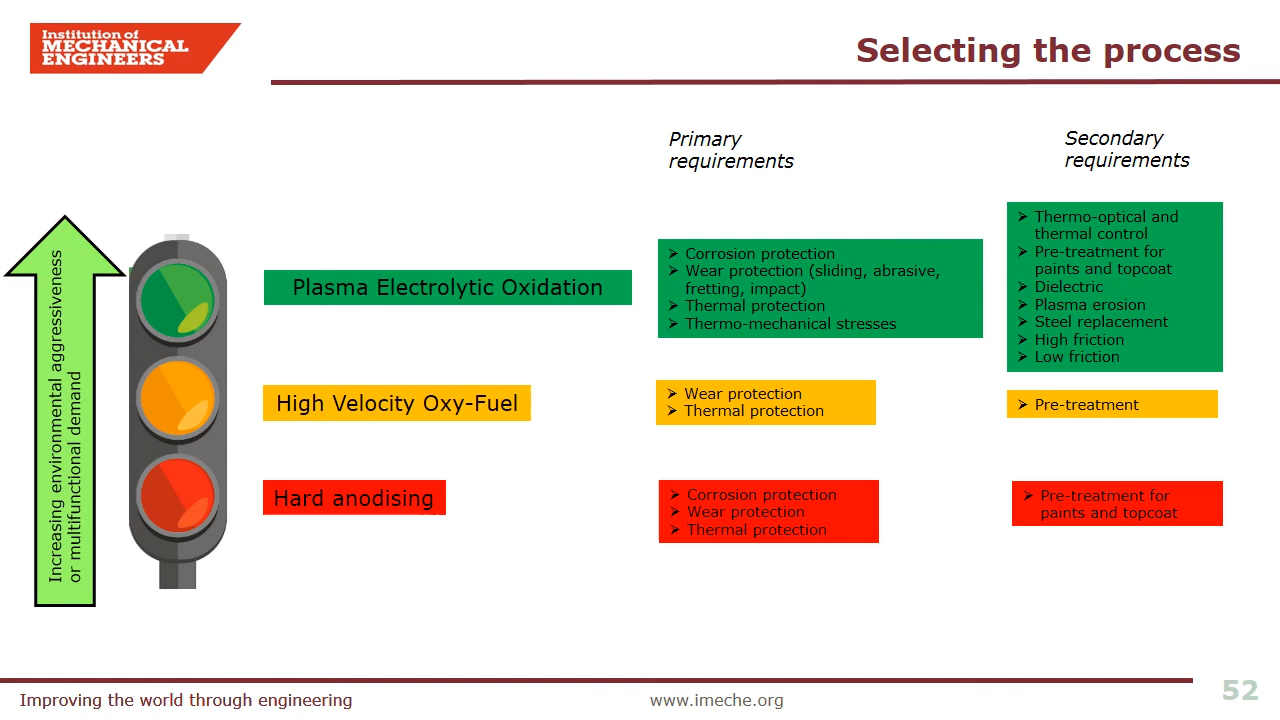 Institution of
MECHANICAL
ENGINEERS
Selecting the process
Primary
requirements
Secondary
requirements
Increasing environmental aggressiveness
or multifunctional demand
Plasma Electrolytic Oxidation
➢ Corrosion protection
➢ Wear protection (sliding, abrasive,
fretting, impact)
➢ Thermal protection
➢ Thermo-mechanical stresses
➢ Thermo-optical and
thermal control
➢ Pre-treatment for
paints and topcoat
➢ Dielectric
➢ Plasma erosion
➢ Steel replacement
➢ High friction
➢ Low friction
High Velocity Oxy-Fuel
➢ Wear protection
➢ Thermal protection
➢ Pre-treatment
Hard anodising
➢ Corrosion protection
➢ Wear protection
➢ Thermal protection
➢ Pre-treatment for
paints and topcoat
Improving the world through engineering
www.imeche.org
52